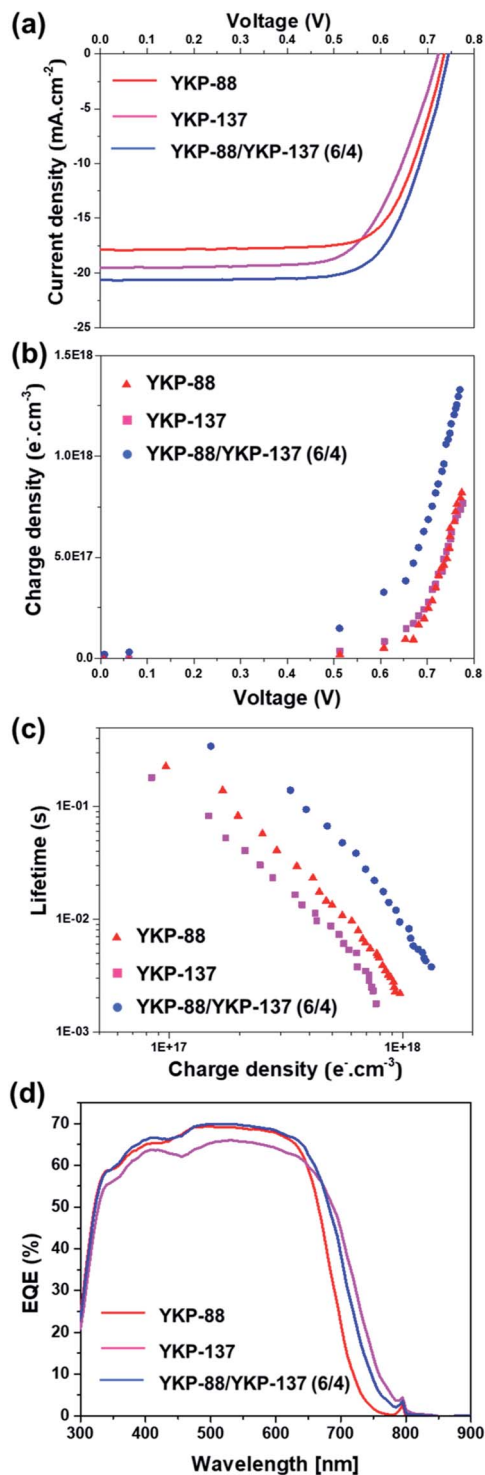 (a)
Voltage (V)
0.0 0.1 0.2 0.3 0.4 0.5 0.6 0.7 0.8
0
-5
-10
-15
-20
-25
Current density (mA.cm-2)
YKP-88
YKP-137
YKP-88/YKP-137 (6/4)
(b)
1.5E18
1.0E18
5.0E17
0.0
Charge density (e-.cm-3)
YKP-88
YKP-137
YKP-88/YKP-137 (6/4)
0.0 0.1 0.2 0.3 0.4 0.5 0.6 0.7 0.8
Voltage (V)
(c)
1E-01
1E-02
1E-03
Lifetime (s)
YKP-88
YKP-137
YKP-88/YKP-137 (6/4)
1E+17 1E+18
Charge density (e-.cm-3)
(d)
70
60
50
40
30
20
10
0
EQE (%)
YKP-88
YKP-137
YKP-88/YKP-137 (6/4)
300 400 500 600 700 800 900
Wavelength [nm]